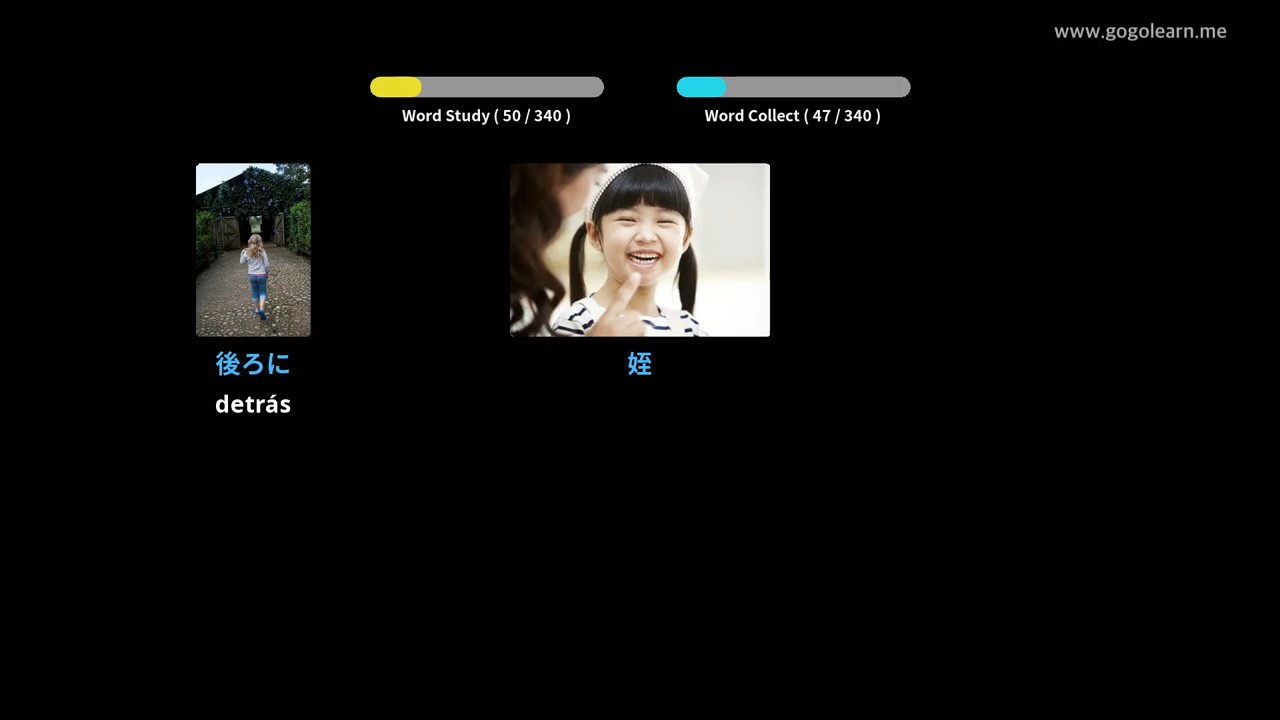 www.gogolearn.me
Word Study ( 50 / 340 )
Word Collect ( 47 / 340 )
後ろに
detrás
姪